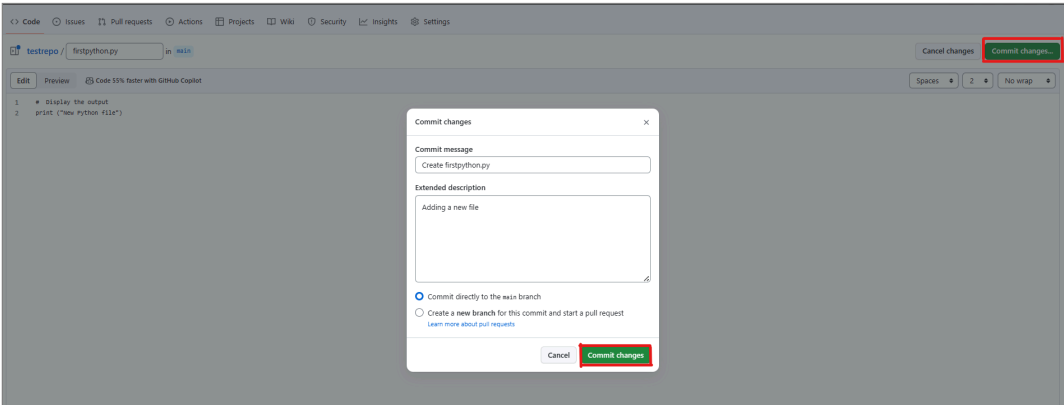 <> Code Issues Pull requests Actions Projects Wiki Security Insights Settings
testrepo / firstpython.py in main Cancel changes Commit changes...
Edit Preview Code 55% faster with GitHub Copilot Spaces 2 No wrap
1 # Display the output
2 print ("New Python File")
Commit changes ×
Commit message
Create firstpython.py
Extended description
Adding a new file
Commit directly to the main branch
Create a new branch for this commit and start a pull request
Learn more about pull requests
Cancel Commit changes